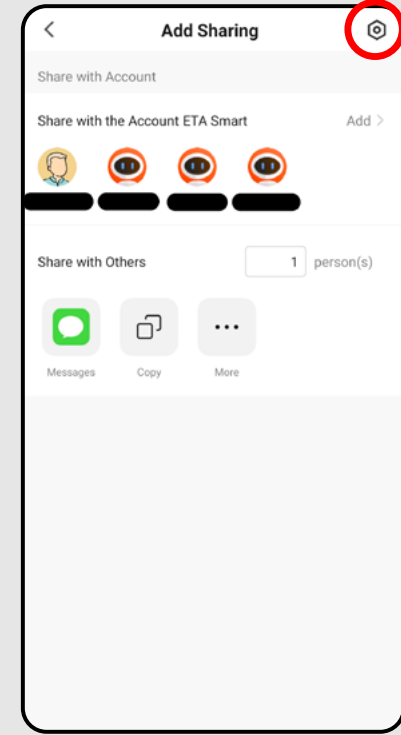 Add Sharing
Share with Account
Share with the Account ETA Smart Add >
Share with Others 1 person(s)
Messages Copy More